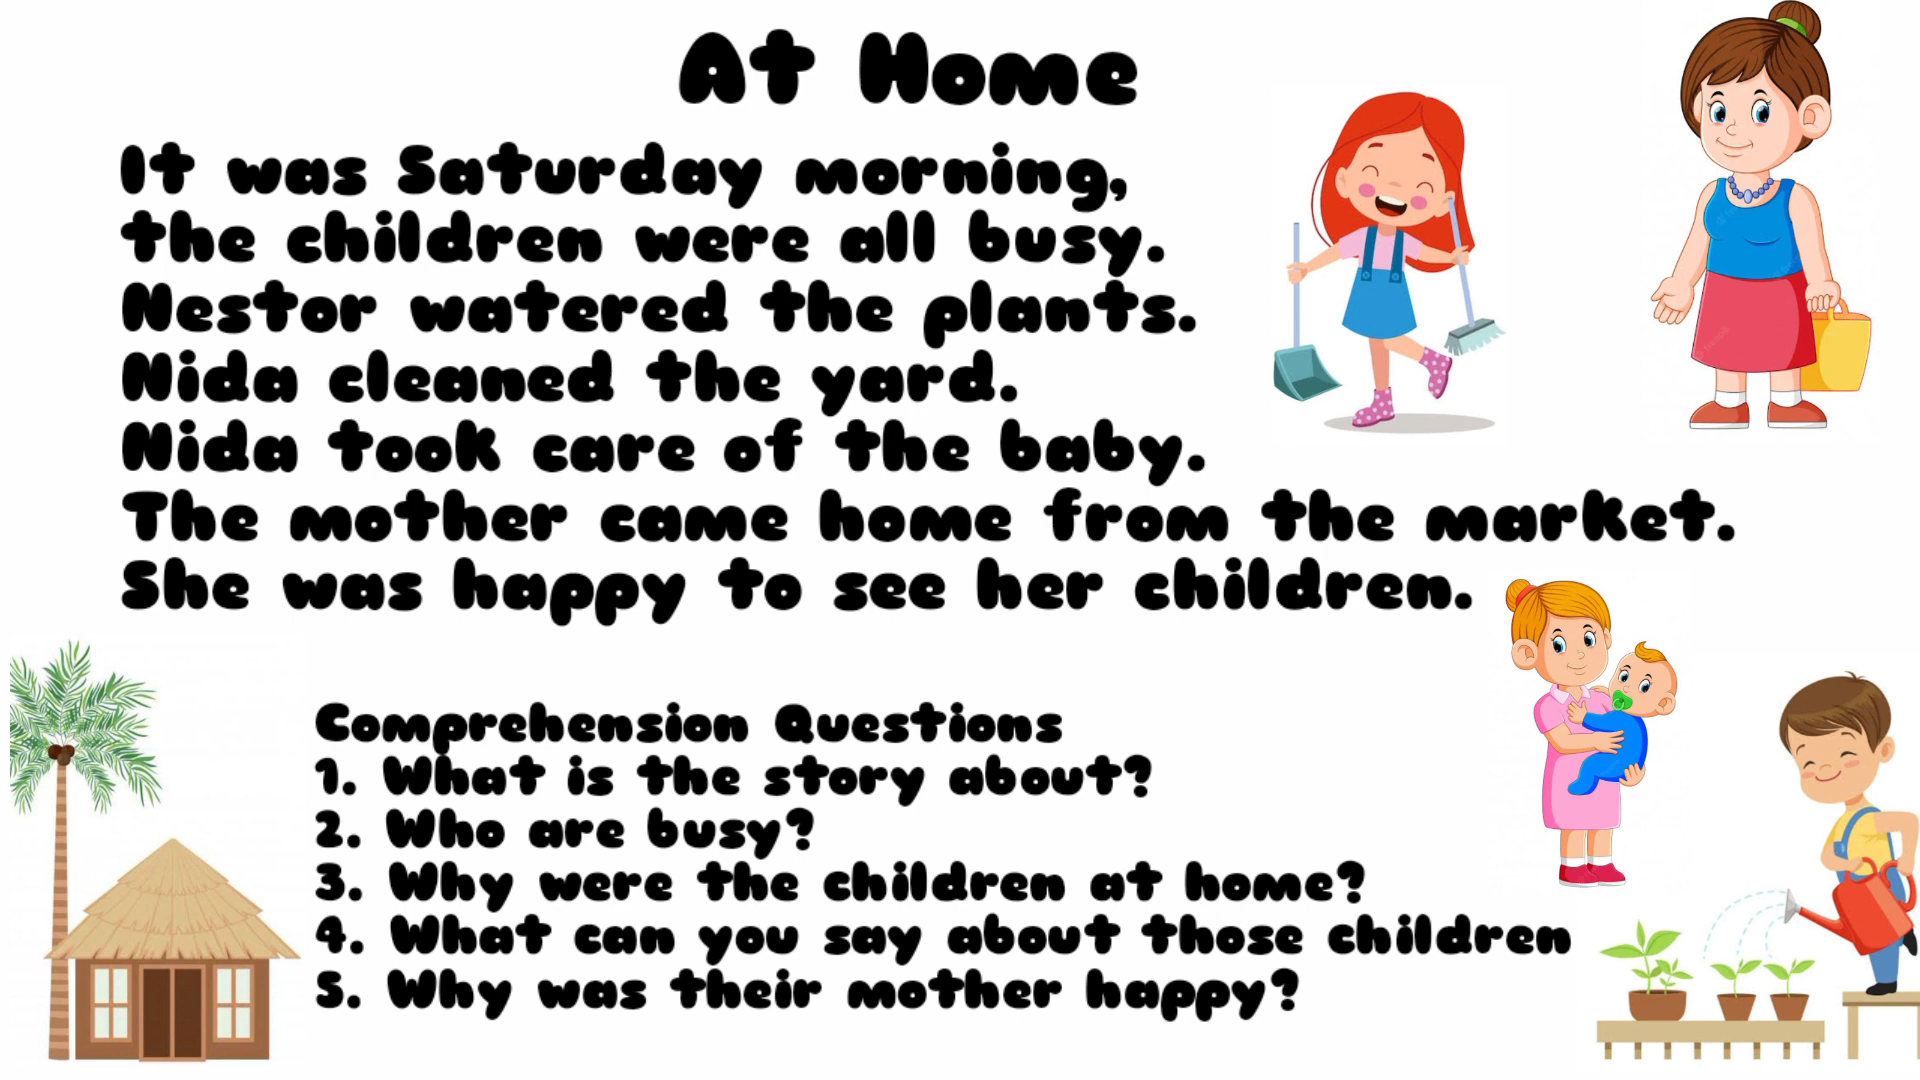 At Home
It was Saturday morning,
the children were all busy.
Nestor watered the plants.
Nida cleaned the yard.
Nida took care of the baby.
The mother came home from the market.
She was happy to see her children.
Comprehension Questions
1. What is the story about?
2. Who are busy?
3. Why were the children at home?
4. What can you say about those children
5. Why was their mother happy?